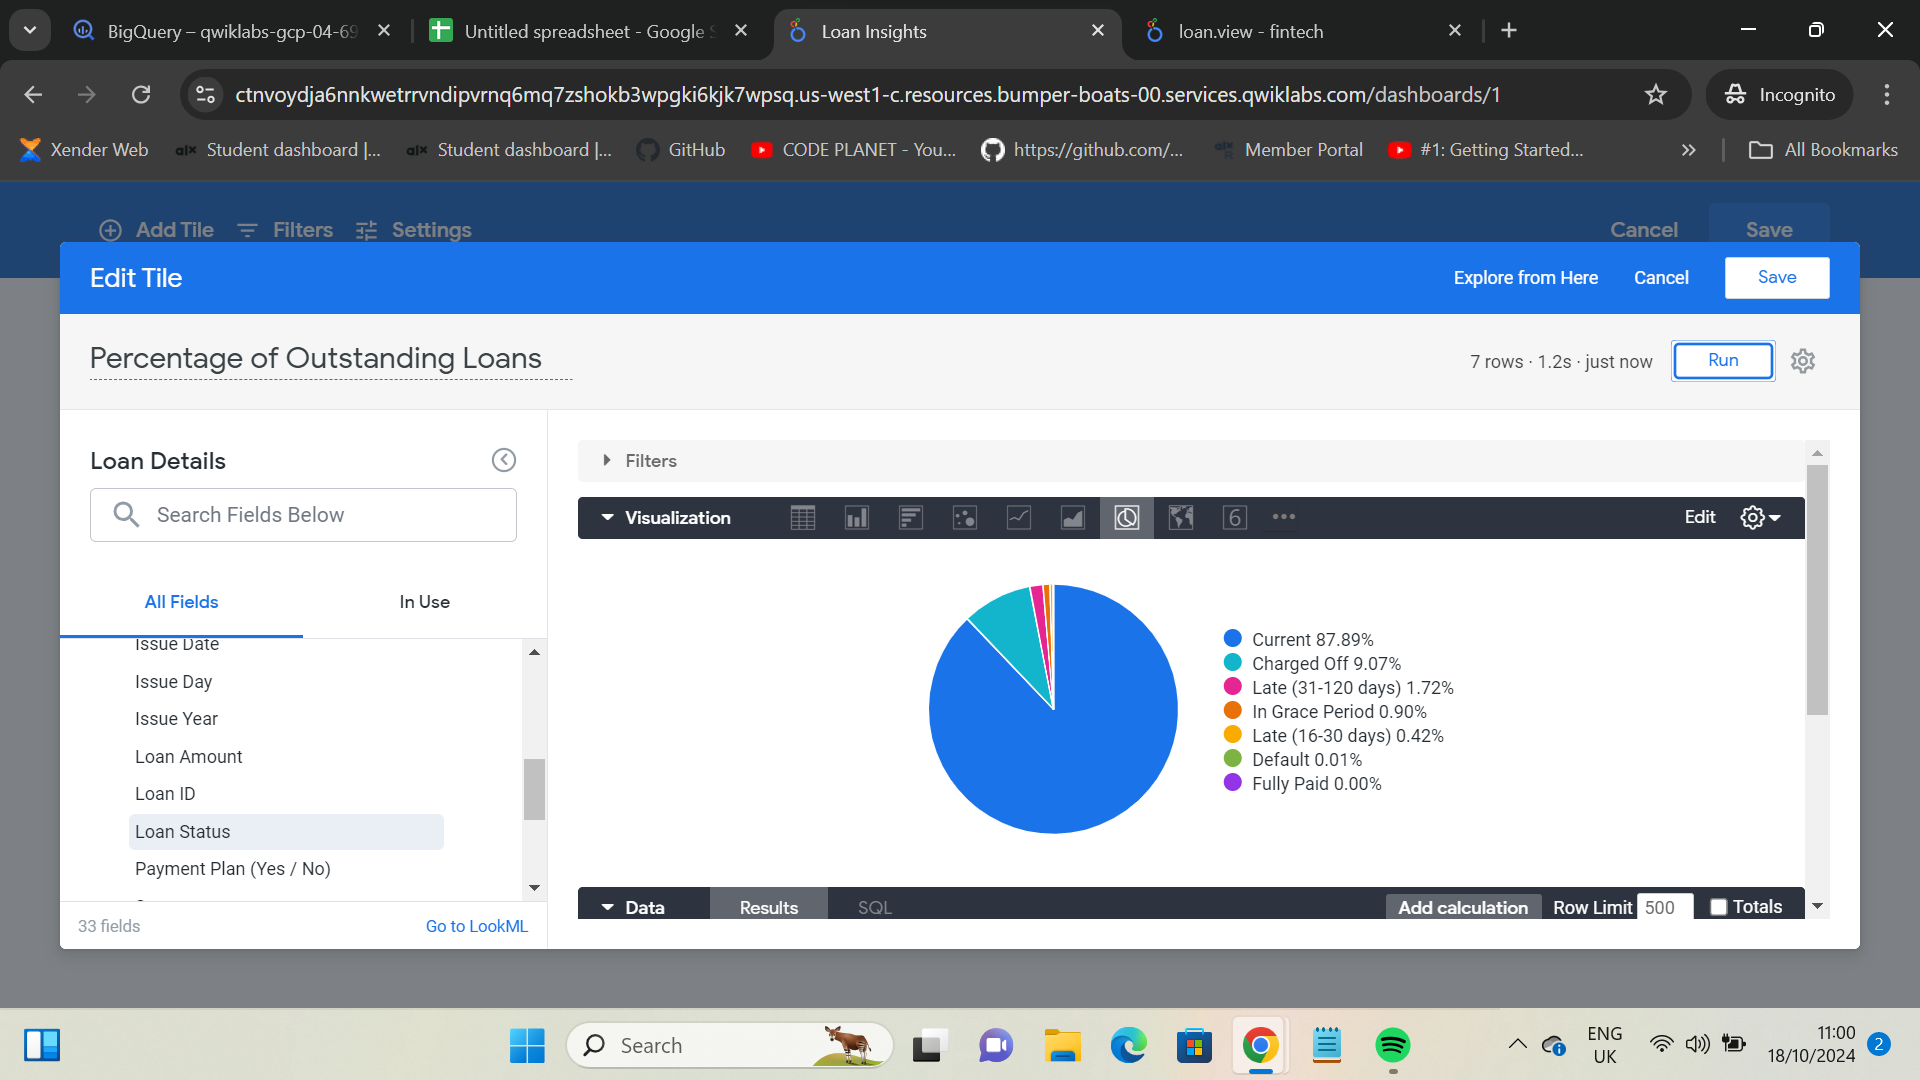 BigQuery – qwiklabs-gcp-04-69
Untitled spreadsheet - Google S
Loan Insights
loan.view - fintech
ctnvoydja6nnkwetrrvndipvrnq6mq7zshokb3wpgki6kjk7wpsq.us-west1-c.resources.bumper-boats-00.services.qwiklabs.com/dashboards/1
Incognito
Xender Web
Student dashboard |...
Student dashboard |...
GitHub
CODE PLANET - You...
https://github.com/...
Member Portal
#1: Getting Started...
All Bookmarks
Add Tile
Filters
Settings
Cancel
Save
Edit Tile
Explore from Here
Cancel
Save
Percentage of Outstanding Loans
7 rows · 1.2s · just now
Run
Loan Details
Search Fields Below
All Fields
In Use
Issue Date
Issue Day
Issue Year
Loan Amount
Loan ID
Loan Status
Payment Plan (Yes / No)
33 fields
Go to LookML
Filters
Visualization
6
Edit
Current 87.89%
Charged Off 9.07%
Late (31-120 days) 1.72%
In Grace Period 0.90%
Late (16-30 days) 0.42%
Default 0.01%
Fully Paid 0.00%
Data
Results
SQL
Add calculation
Row Limit
500
Totals
Search
ENG
UK
11:00
18/10/2024
2